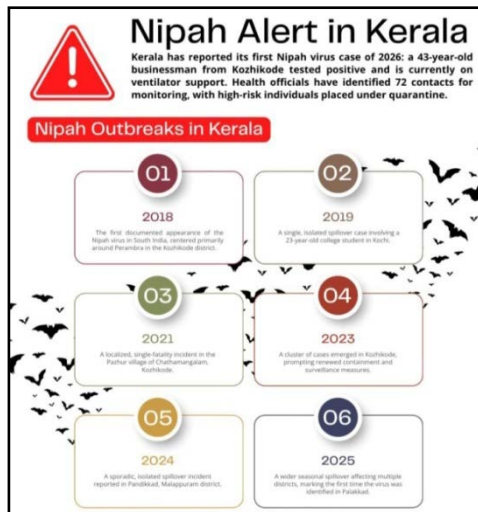 Nipah Alert in Kerala
Kerala has reported its first Nipah virus case of 2026: a 43-year-old
businessman from Kozhikode tested positive and is currently on
ventilator support. Health officials have identified 72 contacts for
monitoring, with high-risk individuals placed under quarantine.
Nipah Outbreaks in Kerala
01
2018
The first documented appearance of the
Nipah virus in South India, centered primarily
around Perambra in the Kozhikode district.
02
2019
A single, isolated spillover case involving a
23-year-old college student in Kochi.
03
2021
A localized, single-fatality incident in the
Pazhur village of Chathamangalam,
Kozhikode.
04
2023
A cluster of cases emerged in Kozhikode,
prompting renewed containment and
surveillance measures.
05
2024
A sporadic, isolated spillover incident
reported in Pandikkad, Malappuram district.
06
2025
A wider seasonal spillover affecting multiple
districts, marking the first time the virus was
identified in Palakkad.